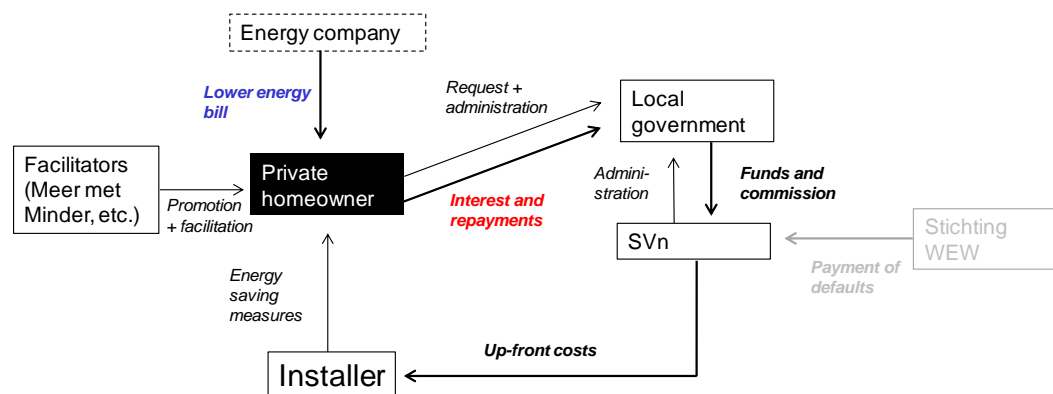 Energy company
Lower energy
bill
Request +
administration
Local
government
Facilitators
(Meer met
Minder, etc.)
Private
homeowner
Promotion
+ facilitation
Interest and
repayments
Admini-
stration
Funds and
commission
SVn
Stichting
WEW
Payment of
defaults
Energy
saving
measures
Up-front costs
Installer